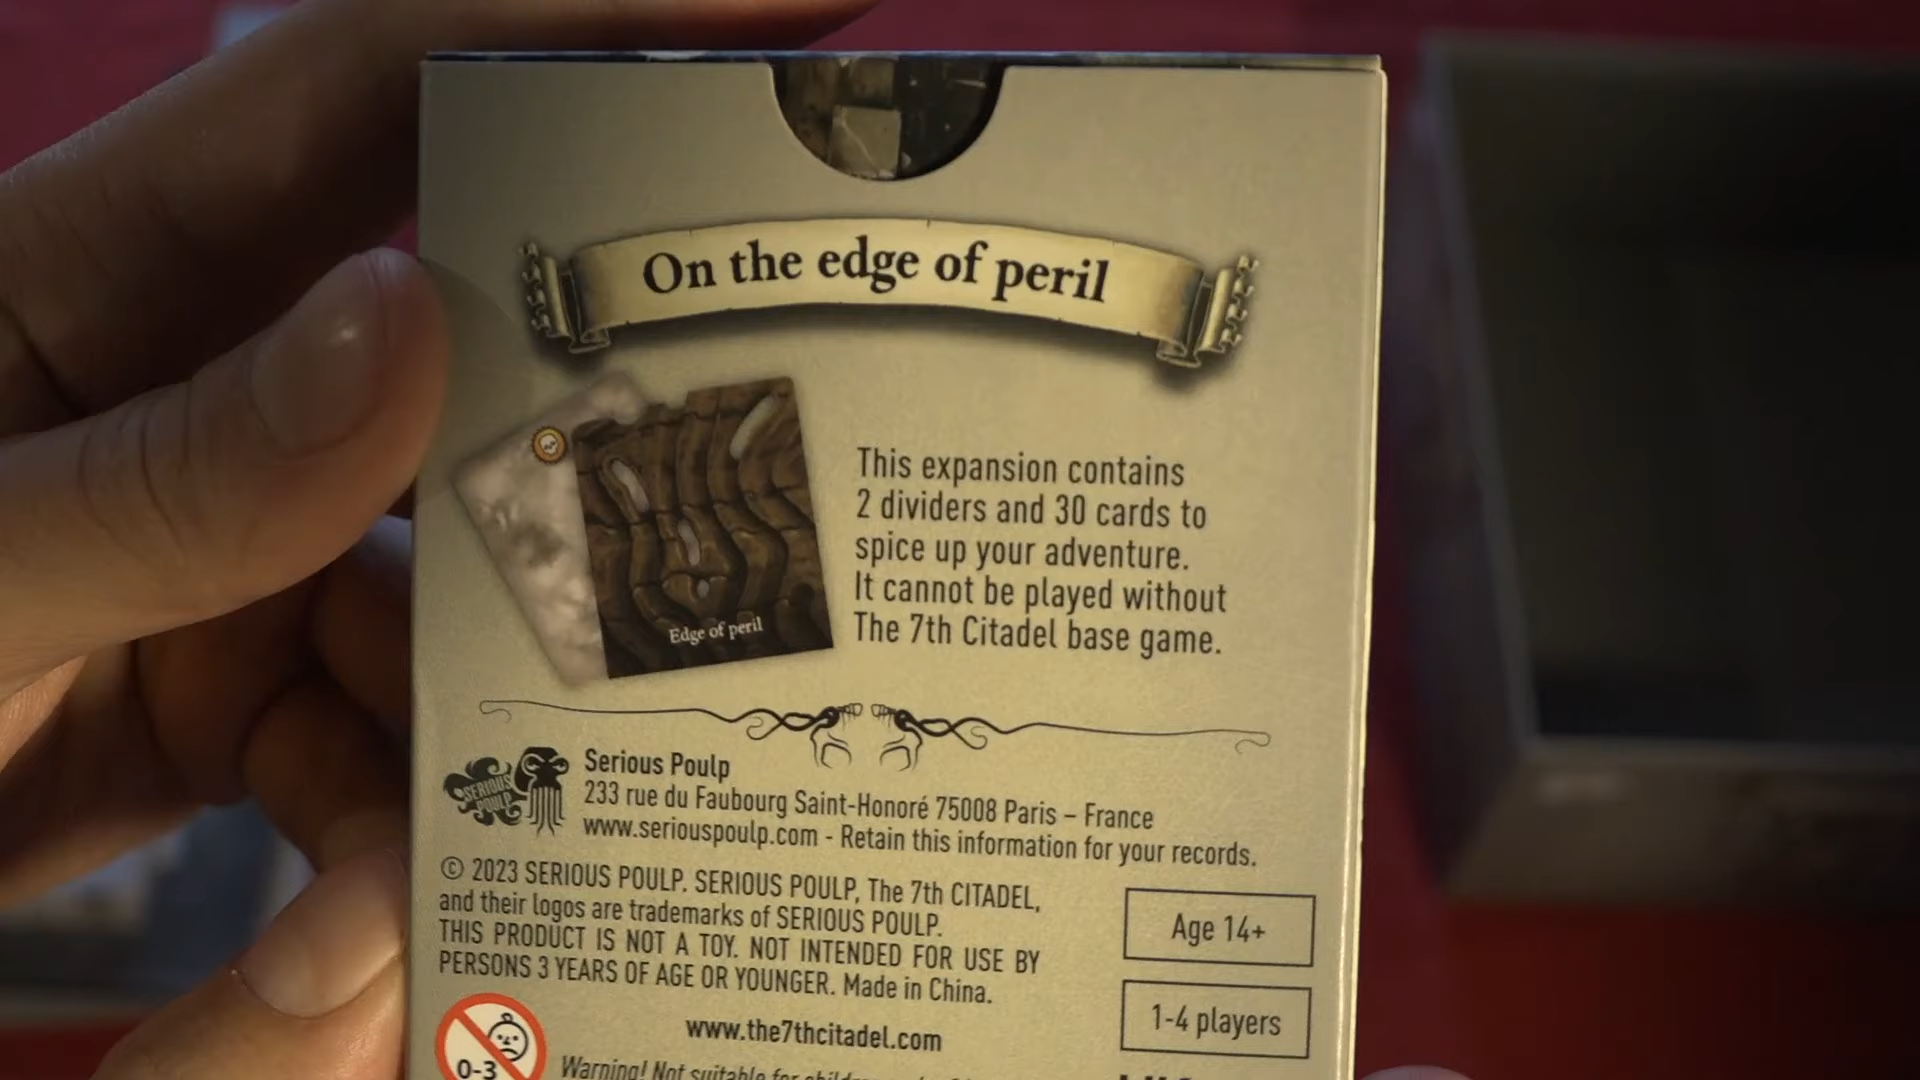 On the edge of peril
This expansion contains
2 dividers and 30 cards to
spice up your adventure.
It cannot be played without
The 7th Citadel base game.
Edge of peril
SERIOUS
POULP
Serious Poulp
233 rue du Faubourg Saint-Honoré 75008 Paris – France
www.seriouspoulp.com - Retain this information for your records.
© 2023 SERIOUS POULP. SERIOUS POULP, The 7th CITADEL,
and their logos are trademarks of SERIOUS POULP.
THIS PRODUCT IS NOT A TOY. NOT INTENDED FOR USE BY
PERSONS 3 YEARS OF AGE OR YOUNGER. Made in China.
Age 14+
1-4 players
www.the7thcitadel.com
0-3
Warning! Not suitable for